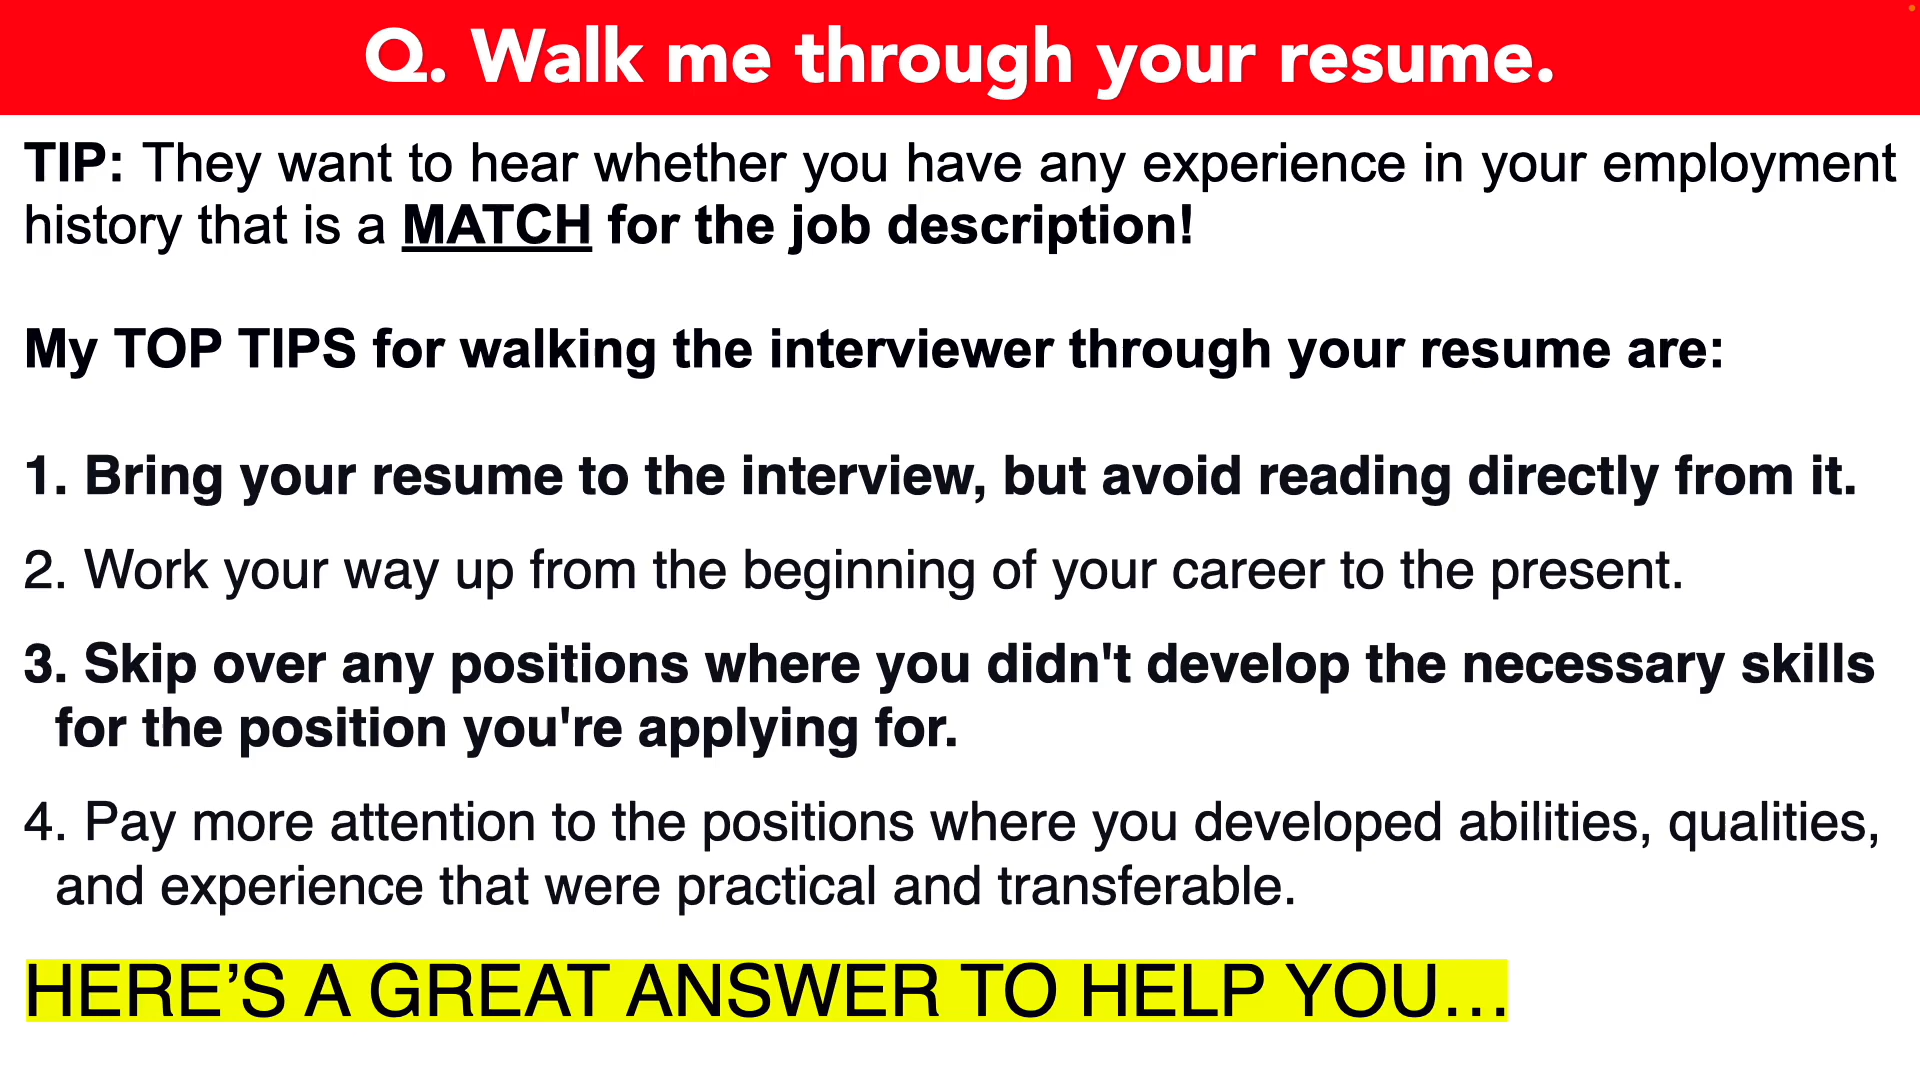 Q. Walk me through your resume.
TIP: They want to hear whether you have any experience in your employment
history that is a MATCH for the job description!
My TOP TIPS for walking the interviewer through your resume are:
1. Bring your resume to the interview, but avoid reading directly from it.
2. Work your way up from the beginning of your career to the present.
3. Skip over any positions where you didn't develop the necessary skills
for the position you're applying for.
4. Pay more attention to the positions where you developed abilities, qualities,
and experience that were practical and transferable.
HERE’S A GREAT ANSWER TO HELP YOU…